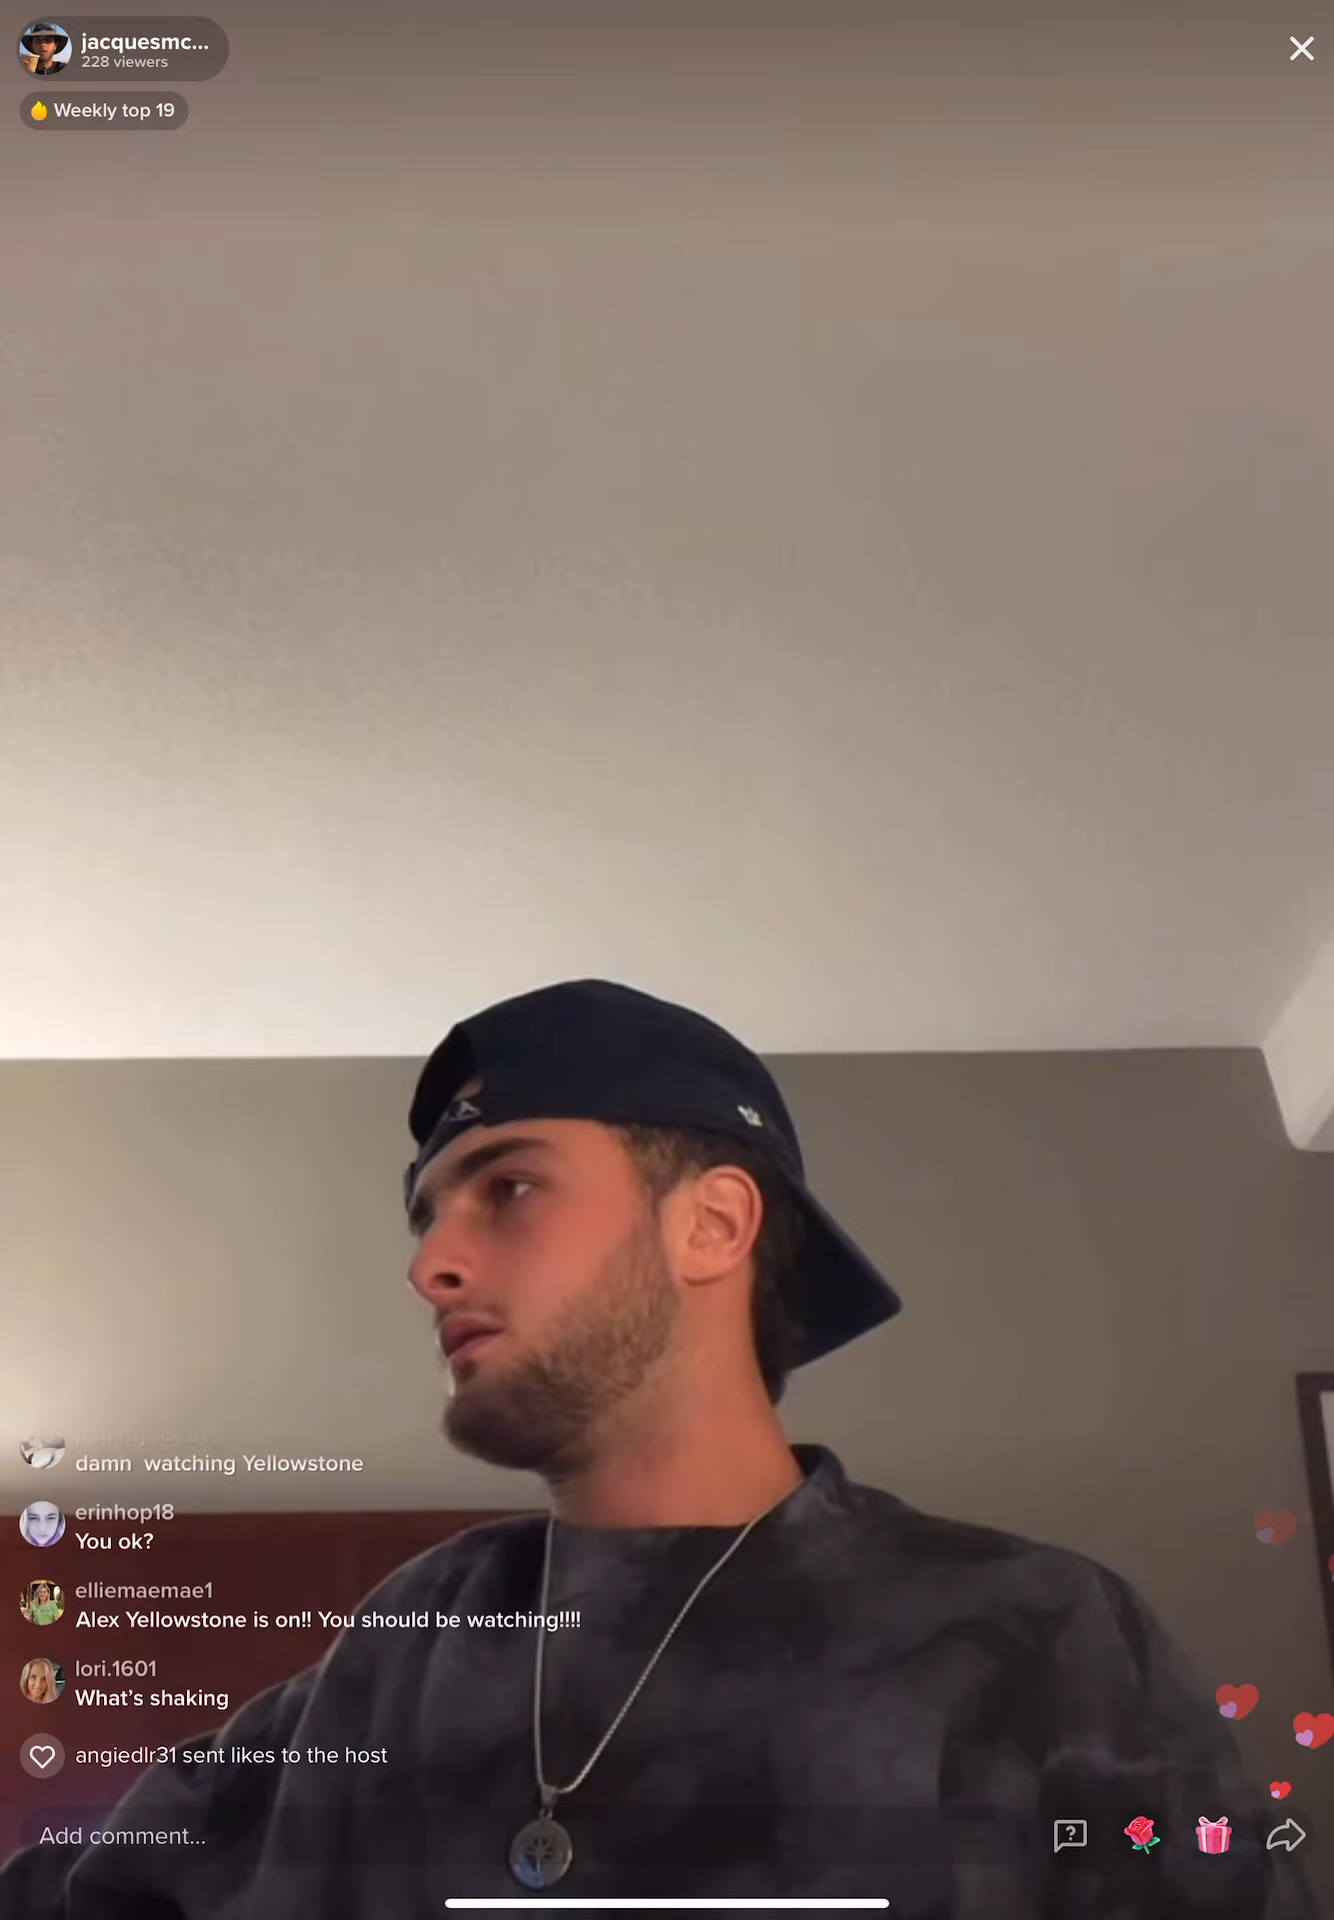 jacquesmc...
228 viewers
Weekly top 19
damn  watching Yellowstone
erinhop18
You ok?
elliemaemae1
Alex Yellowstone is on!! You should be watching!!!!
lori.1601
What's shaking
angiedlr31 sent likes to the host
Add comment...